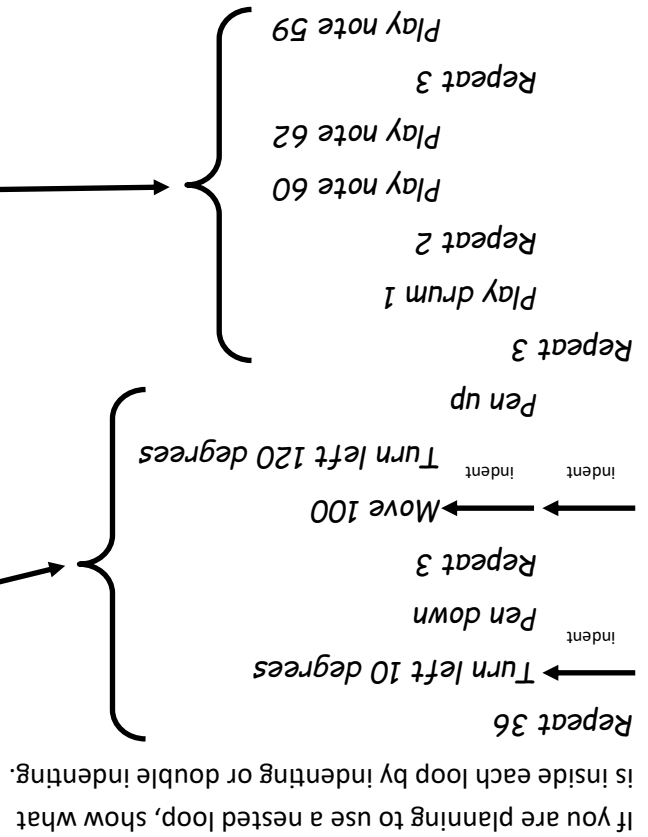 If you are planning to use a nested loop, show what
is inside each loop by indenting or double indenting.
Repeat 36
indent Turn left 10 degrees
Pen down
Repeat 3
indent indent Move 100
Turn left 120 degrees
Pen up
Repeat 3
Play drum 1
Repeat 2
Play note 60
Play note 62
Repeat 3
Play note 59